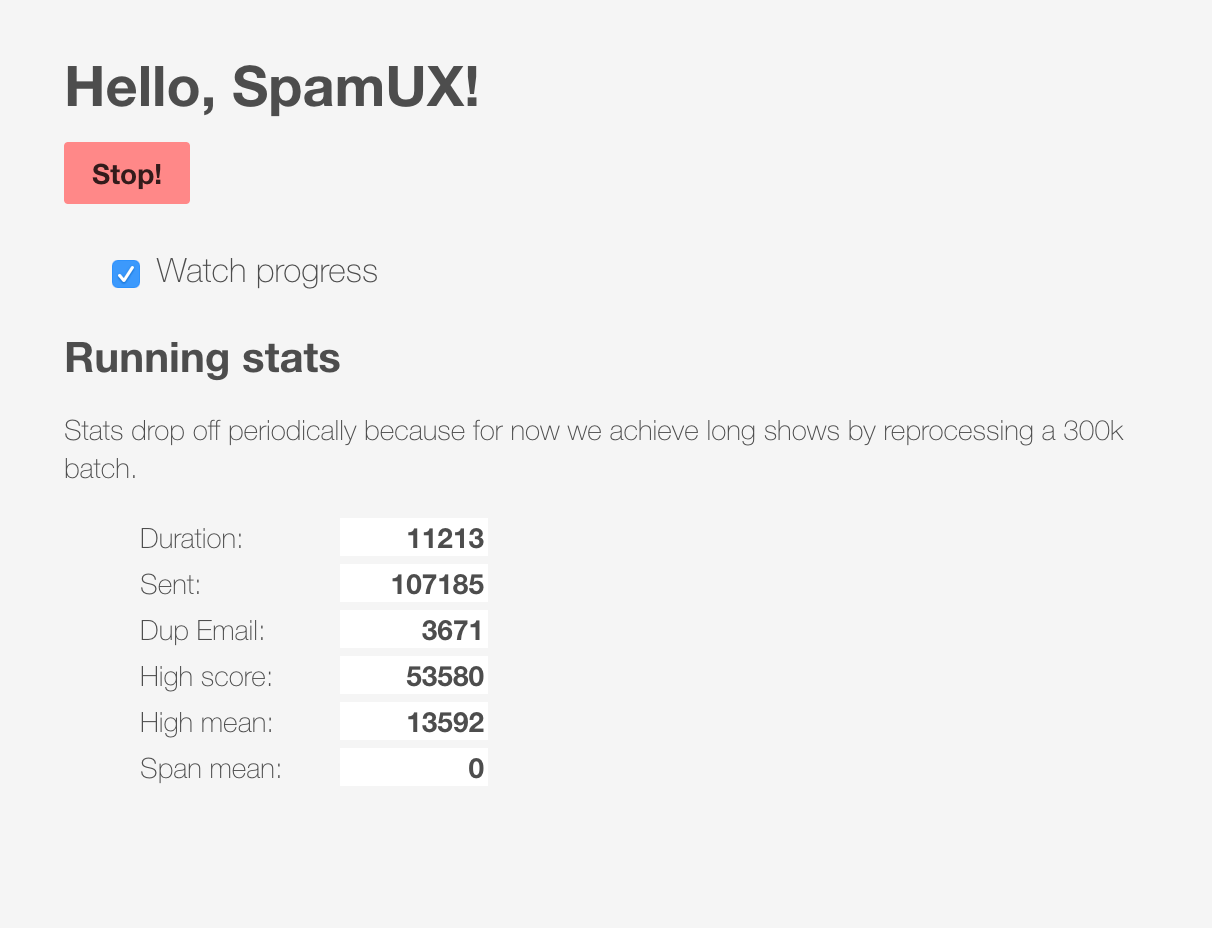 Hello, SpamUX!
Stop!
Watch progress
Running stats
Stats drop off periodically because for now we achieve long shows by reprocessing a 300k
batch.
Duration: 11213
Sent: 107185
Dup Email: 3671
High score: 53580
High mean: 13592
Span mean: 0